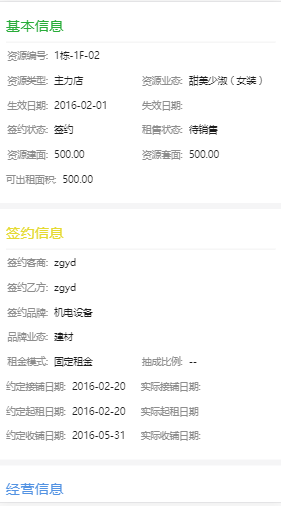 基本信息
资源编号: 1栋-1F-02
资源类型: 主力店 资源业态: 甜美少淑（女装）
生效日期: 2016-02-01 失效日期:
签约状态: 签约 租售状态: 待销售
资源建面: 500.00 资源套面: 500.00
可出租面积: 500.00
签约信息
签约客商: zgyd
签约乙方: zgyd
签约品牌: 机电设备
品牌业态: 建材
租金模式: 固定租金 抽成比例: --
约定接铺日期: 2016-02-20 实际接铺日期:
约定起租日期: 2016-02-20 实际起租日期
约定收铺日期: 2016-05-31 实际收铺日期:
经营信息